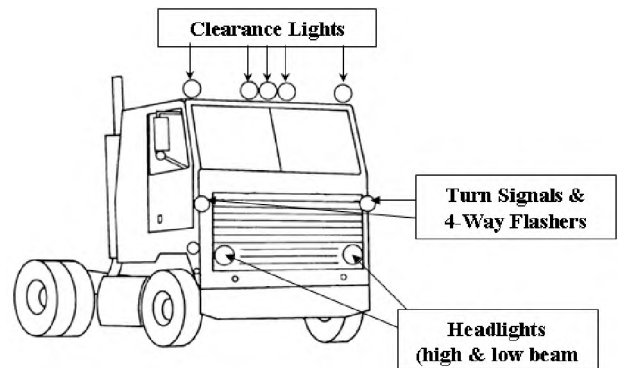 Clearance Lights
Turn Signals &
4-Way Flashers
Headlights
(high & low beam